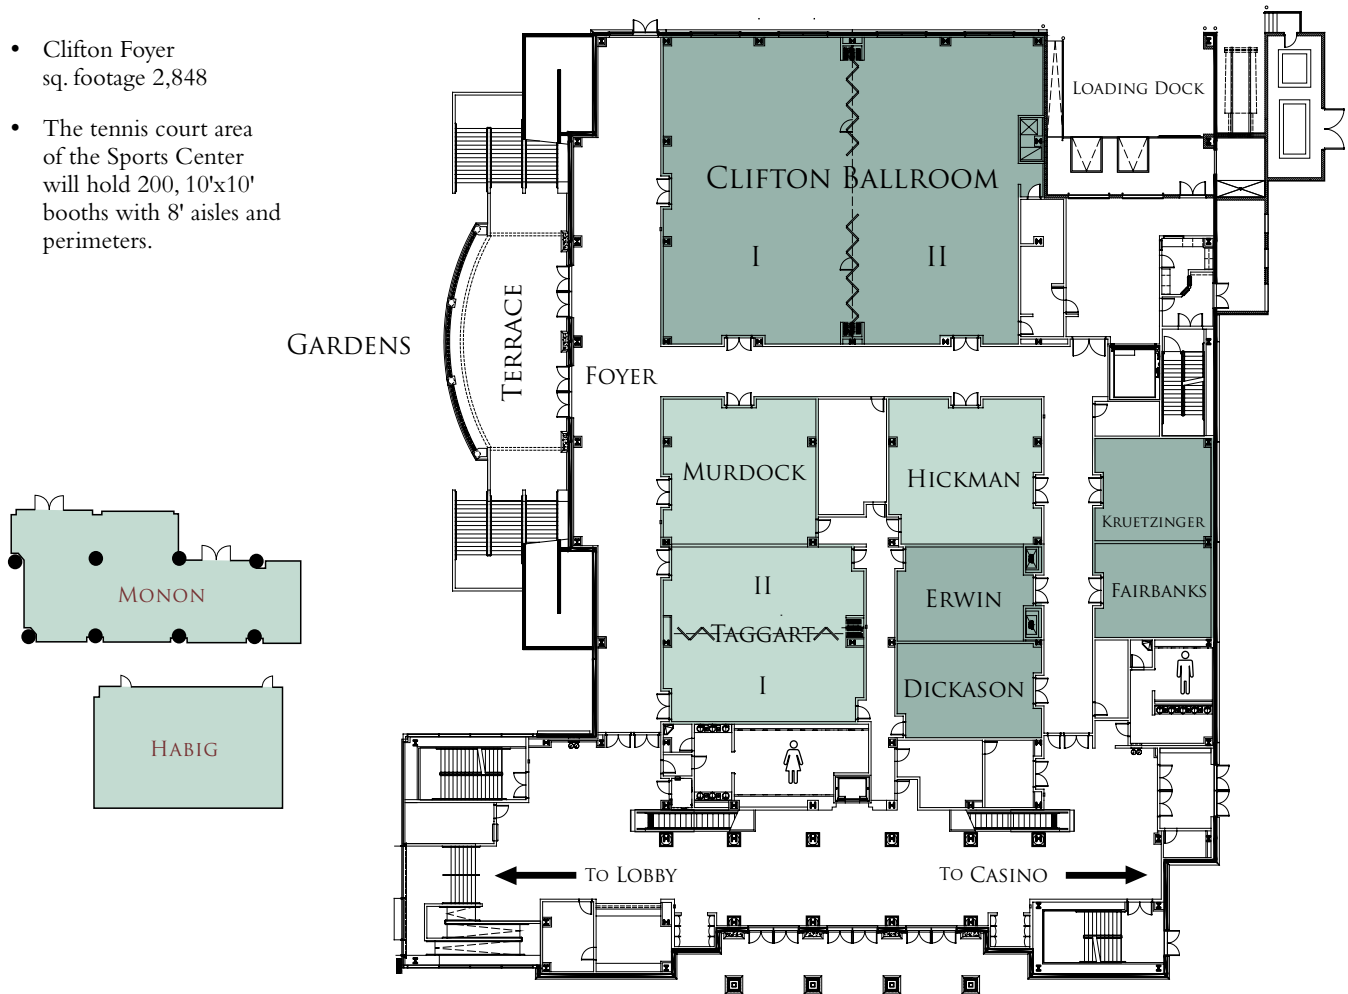 • Clifton Foyer
sq. footage 2,848
• The tennis court area
of the Sports Center
will hold 200, 10'x10'
booths with 8' aisles and
perimeters.
Loading Dock
Clifton Ballroom
I
II
Gardens
Terrace
Foyer
Murdock
Hickman
Kruetzinger
Monon
II
Erwin
Fairbanks
Taggart
I
Dickason
Habig
To Lobby
To Casino